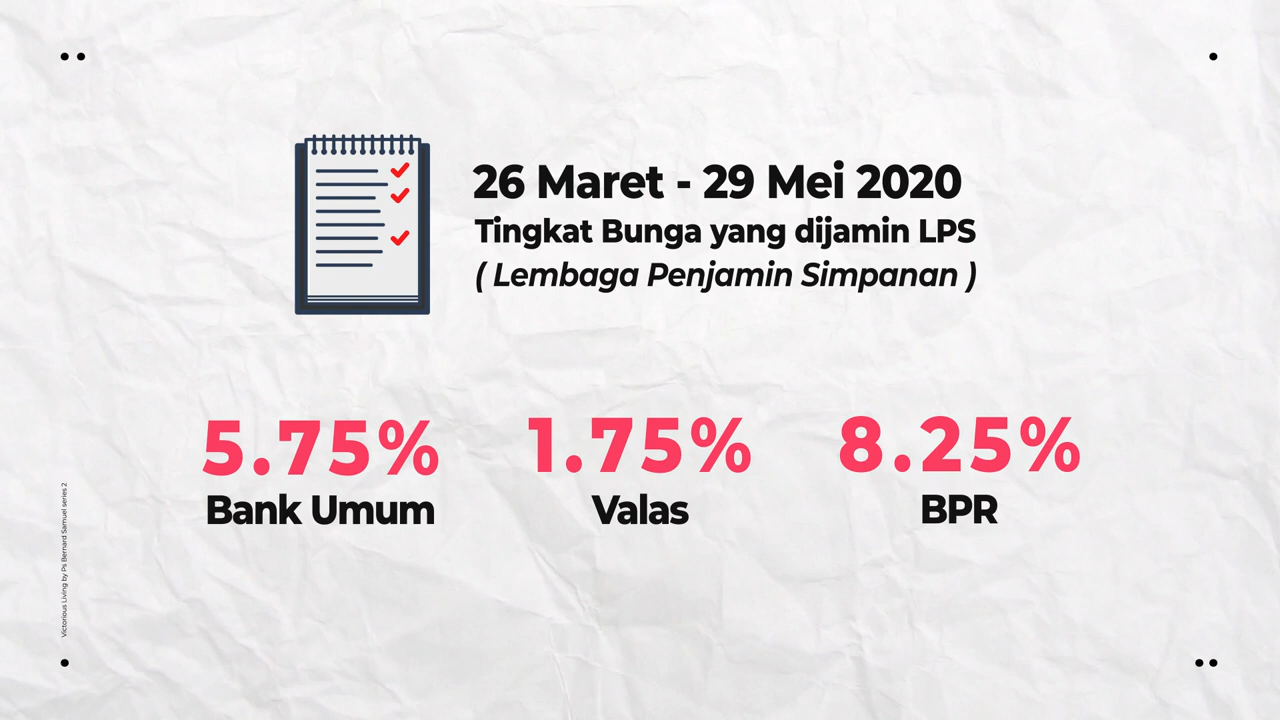 26 Maret - 29 Mei 2020
Tingkat Bunga yang dijamin LPS
( Lembaga Penjamin Simpanan )
5.75%
Bank Umum
1.75%
Valas
8.25%
BPR
Victorious Living by Ps Bernard Samuel series 2